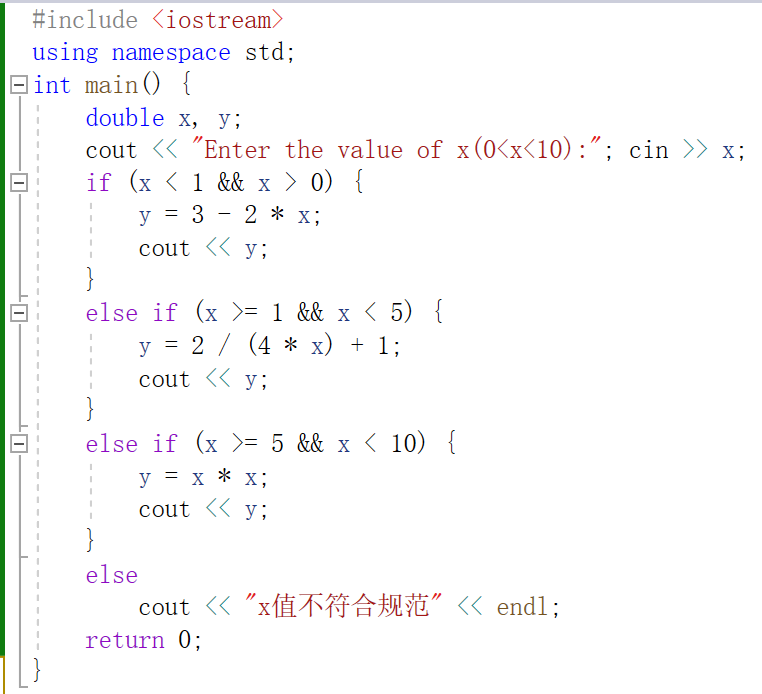 #include <iostream>
using namespace std;
int main() {
double x, y;
cout << "Enter the value of x(0<x<10):"; cin >> x;
if (x < 1 && x > 0) {
y = 3 - 2 * x;
cout << y;
}
else if (x >= 1 && x < 5) {
y = 2 / (4 * x) + 1;
cout << y;
}
else if (x >= 5 && x < 10) {
y = x * x;
cout << y;
}
else
cout << "x值不符合规范" << endl;
return 0;
}